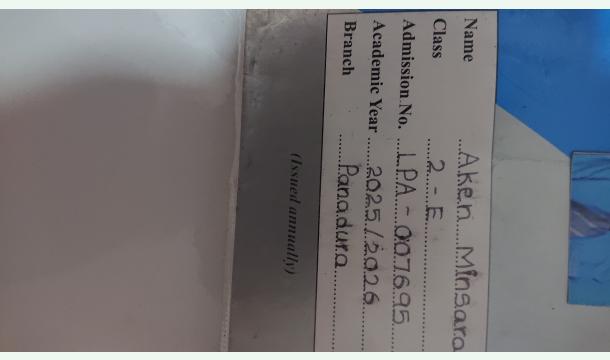 Name ...Aken Minsara
Class ...2 - E
Admission No. ...LPA - 007695
Academic Year ...2025/2026
Branch ...Panadura
(Issued annually)